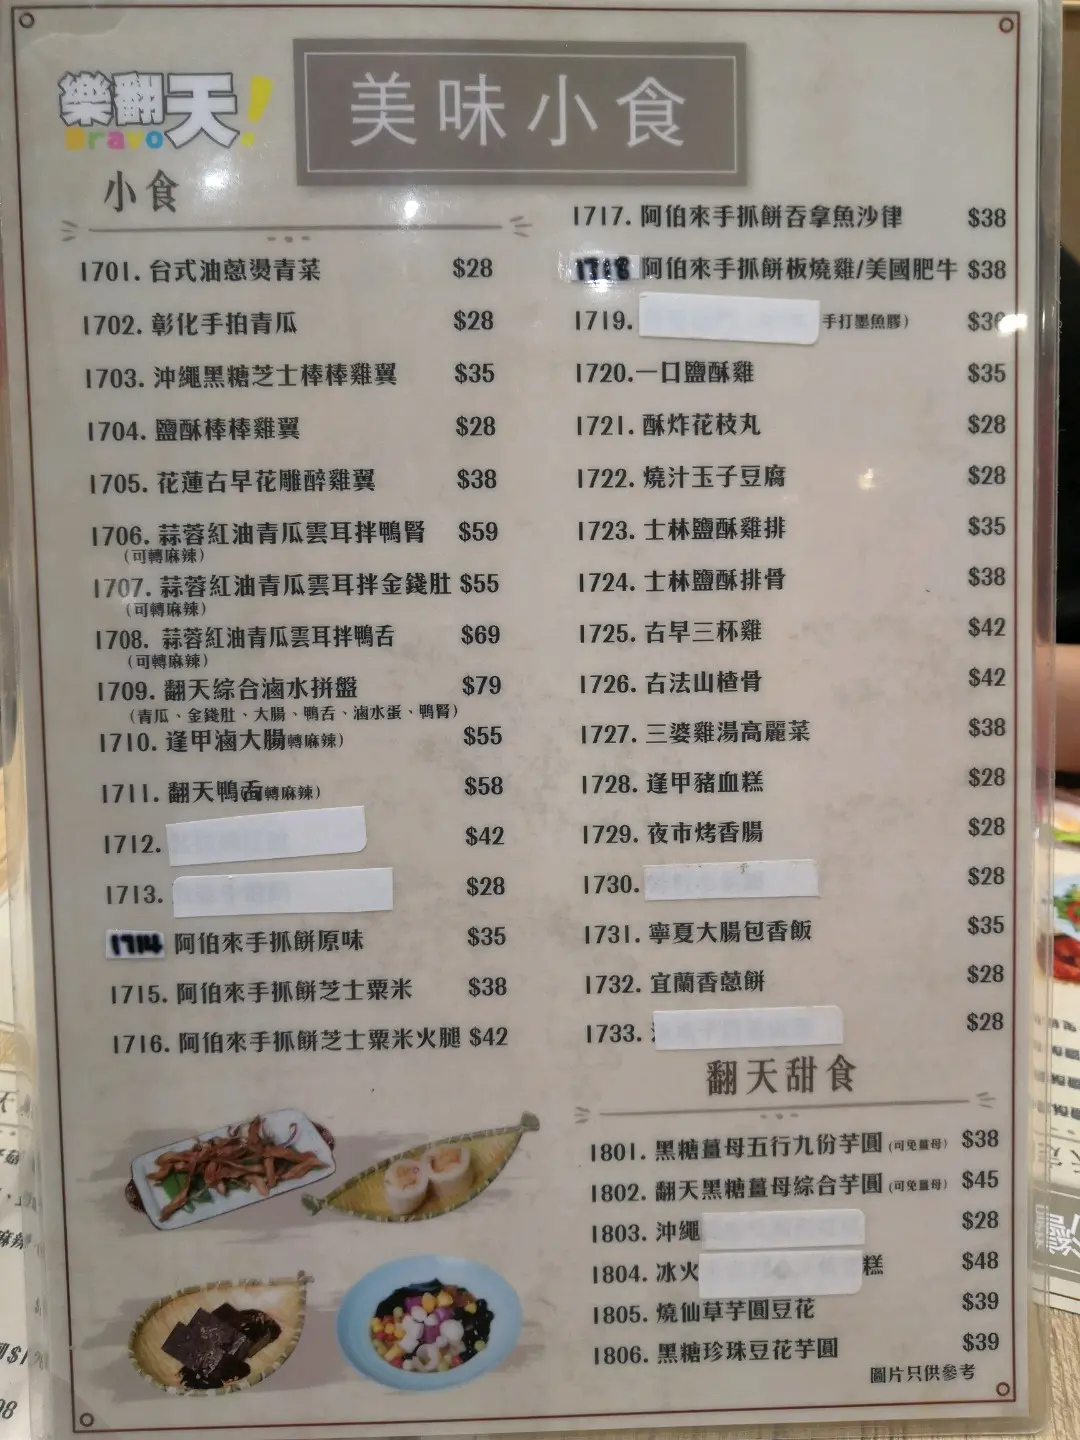 樂翻天!
Bravo
美味小食
小食
1701. 台式油蔥燙青菜 $28
1702. 彰化手拍青瓜 $28
1703. 沖繩黑糖芝士棒棒雞翼 $35
1704. 鹽酥棒棒雞翼 $28
1705. 花蓮古早花雕醉雞翼 $38
1706. 蒜蓉紅油青瓜雲耳拌鴨腎 $59
(可轉麻辣)
1707. 蒜蓉紅油青瓜雲耳拌金錢肚 $55
(可轉麻辣)
1708. 蒜蓉紅油青瓜雲耳拌鴨舌 $69
(可轉麻辣)
1709. 翻天綜合滷水拼盤 $79
(青瓜、金錢肚、大腸、鴨舌、滷水蛋、鴨腎)
1710. 逢甲滷大腸轉麻辣) $55
1711. 翻天鴨舌轉麻辣) $58
1712. $42
1713. $28
1714 阿伯來手抓餅原味 $35
1715. 阿伯來手抓餅芝士粟米 $38
1716. 阿伯來手抓餅芝士粟米火腿 $42
1717. 阿伯來手抓餅吞拿魚沙律 $38
1718 阿伯來手抓餅板燒雞/美國肥牛 $38
1719. 手打墨魚膠) $36
1720. 一口鹽酥雞 $35
1721. 酥炸花枝丸 $28
1722. 燒汁玉子豆腐 $28
1723. 士林鹽酥雞排 $35
1724. 士林鹽酥排骨 $38
1725. 古早三杯雞 $42
1726. 古法山楂骨 $42
1727. 三婆雞湯高麗菜 $38
1728. 逢甲豬血糕 $28
1729. 夜市烤香腸 $28
1730. $28
1731. 寧夏大腸包香飯 $35
1732. 宜蘭香蔥餅 $28
1733. $28
翻天甜食
1801. 黑糖薑母五行九份芋圓 (可免薑母) $38
1802. 翻天黑糖薑母綜合芋圓 (可免薑母) $45
1803. 沖繩 $28
1804. 冰火 糕 $48
1805. 燒仙草芋圓豆花 $39
1806. 黑糖珍珠豆花芋圓 $39
圖片只供參考